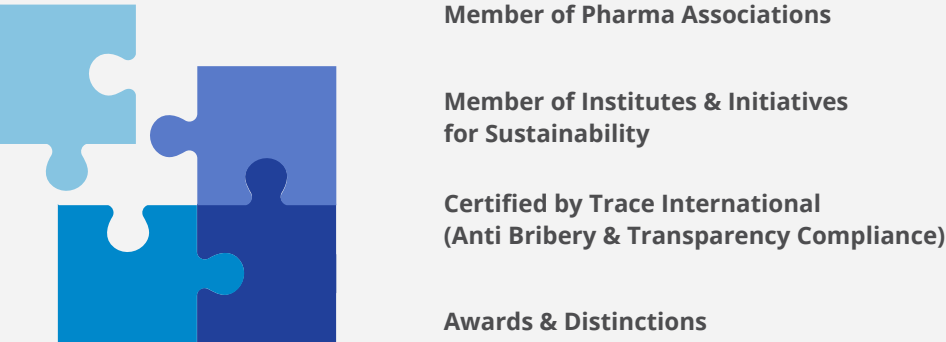 Member of Pharma Associations
Member of Institutes & Initiatives
for Sustainability
Certified by Trace International
(Anti Bribery & Transparency Compliance)
Awards & Distinctions